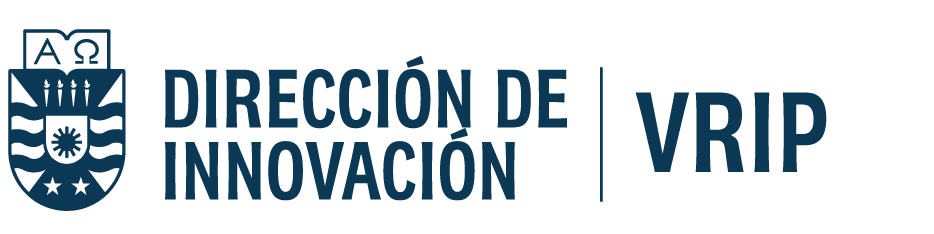 Α Ω
DIRECCIÓN DE
INNOVACIÓN
VRIP